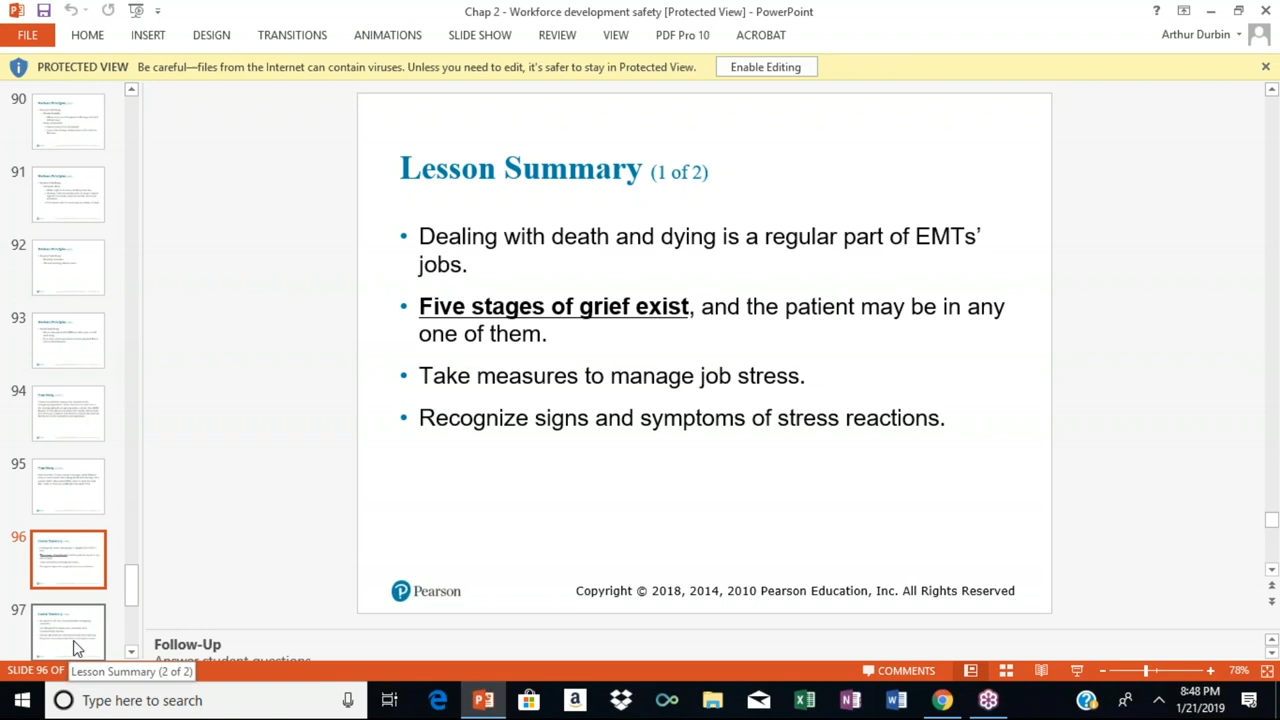 Chap 2 - Workforce development safety [Protected View] - PowerPoint
?
FILE HOME INSERT DESIGN TRANSITIONS ANIMATIONS SLIDE SHOW REVIEW VIEW PDF Pro 10 ACROBAT Arthur Durbin
PROTECTED VIEW Be careful—files from the Internet can contain viruses. Unless you need to edit, it's safer to stay in Protected View. Enable Editing
90
91
92
93
94
95
96
97
Lesson Summary (1 of 2)
• Dealing with death and dying is a regular part of EMTs’
jobs.
• Five stages of grief exist, and the patient may be in any
one of them.
• Take measures to manage job stress.
• Recognize signs and symptoms of stress reactions.
Pearson
Copyright © 2018, 2014, 2010 Pearson Education, Inc. All Rights Reserved
Follow-Up
Answer student questions
SLIDE 96 OF
Lesson Summary (2 of 2)
COMMENTS
78%
Type here to search
8:48 PM
1/21/2019